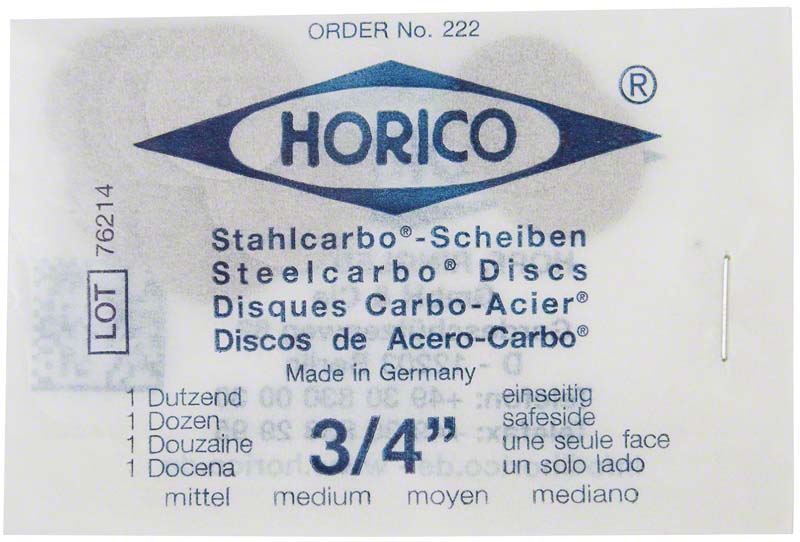 ORDER No. 222
HORICO ®
LOT 76214
Stahlcarbo®-Scheiben
Steelcarbo® Discs
Disques Carbo-Acier®
Discos de Acero-Carbo®
Made in Germany
1 Dutzend
1 Dozen
1 Douzaine
1 Docena
3/4”
einseitig
safeside
une seule face
un solo lado
mittel medium moyen mediano